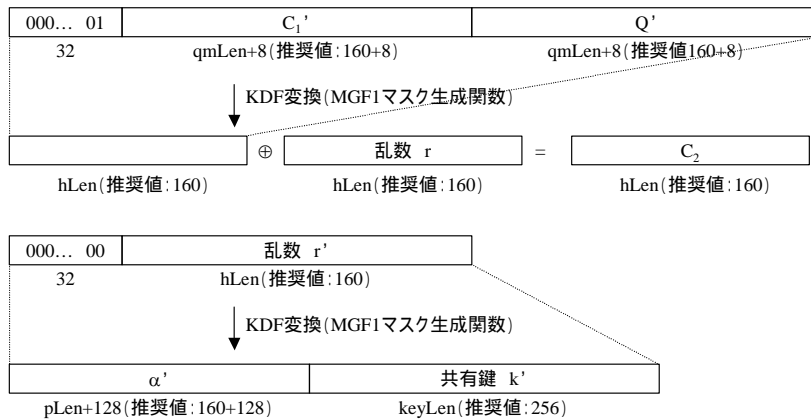 000… 01 C₁’ Q’
32 qmLen+8(推奨値:160+8) qmLen+8(推奨値160+8)
KDF変換(MGF1マスク生成関数)
⊕ 乱数 r = C₂
hLen(推奨値:160) hLen(推奨値:160) hLen(推奨値:160)
000… 00 乱数 r’
32 hLen(推奨値:160)
KDF変換(MGF1マスク生成関数)
α’ 共有鍵 k’
pLen+128(推奨値:160+128) keyLen(推奨値:256)